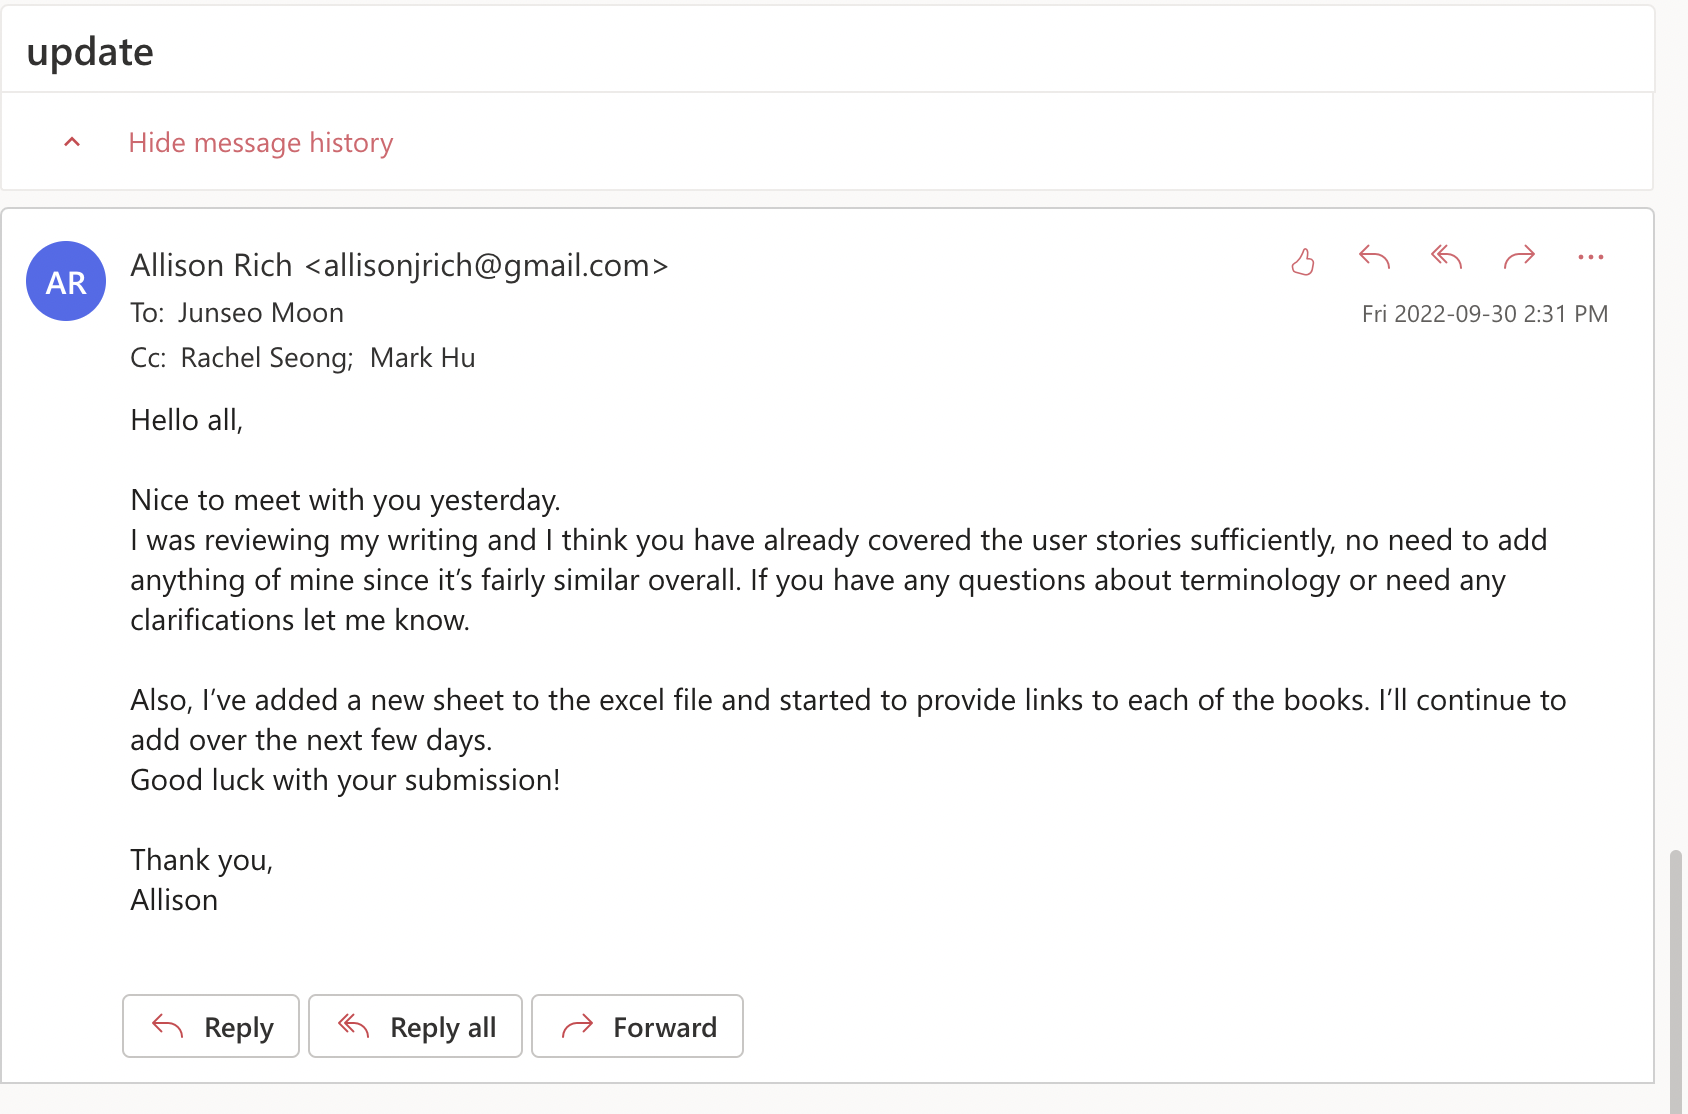 update
Hide message history
AR
Allison Rich <allisonjrich@gmail.com>
To: Junseo Moon
Fri 2022-09-30 2:31 PM
Cc: Rachel Seong; Mark Hu
Hello all,
Nice to meet with you yesterday.
I was reviewing my writing and I think you have already covered the user stories sufficiently, no need to add
anything of mine since it’s fairly similar overall. If you have any questions about terminology or need any
clarifications let me know.
Also, I’ve added a new sheet to the excel file and started to provide links to each of the books. I’ll continue to
add over the next few days.
Good luck with your submission!
Thank you,
Allison
Reply
Reply all
Forward